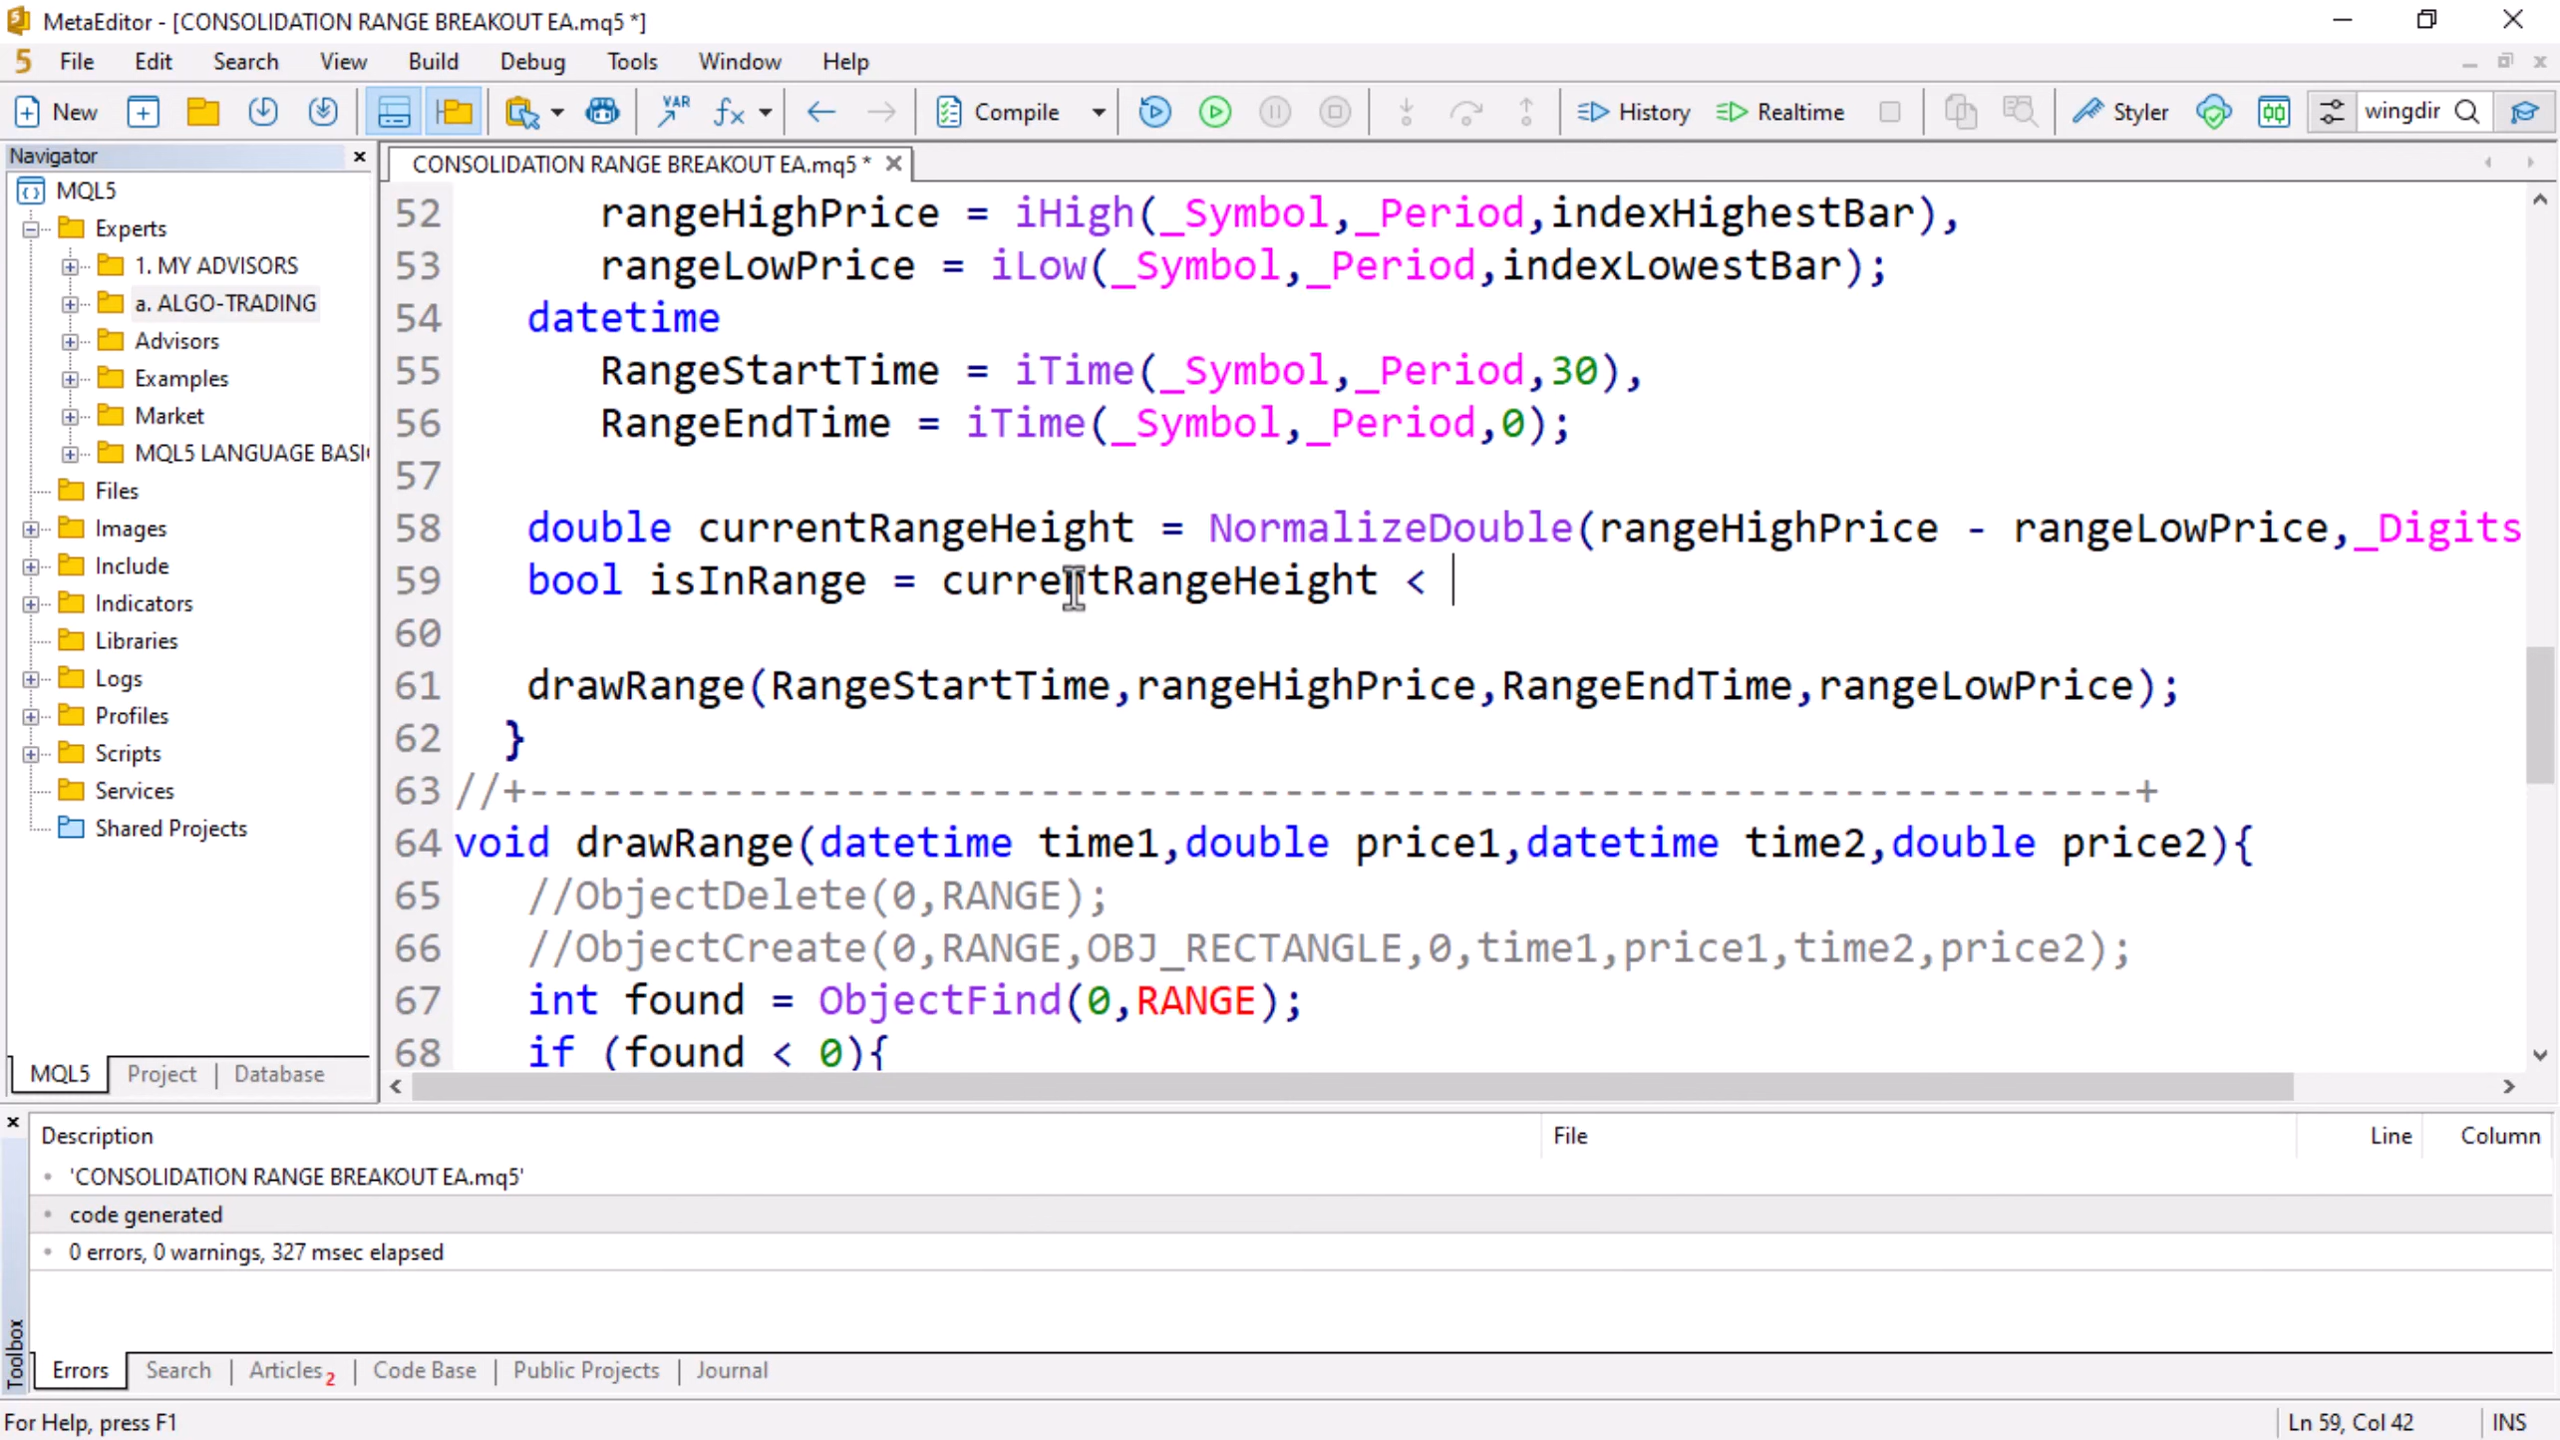 MetaEditor - [CONSOLIDATION RANGE BREAKOUT EA.mq5 *]
5 File Edit Search View Build Debug Tools Window Help
New VAR fx Compile History Realtime Styler wingdir
Navigator
MQL5
Experts
1. MY ADVISORS
a. ALGO-TRADING
Advisors
Examples
Market
MQL5 LANGUAGE BASI
Files
Images
Include
Indicators
Libraries
Logs
Profiles
Scripts
Services
Shared Projects
MQL5 Project Database
CONSOLIDATION RANGE BREAKOUT EA.mq5 *
52 rangeHighPrice = iHigh(_Symbol,_Period,indexHighestBar),
53 rangeLowPrice = iLow(_Symbol,_Period,indexLowestBar);
54 datetime
55 RangeStartTime = iTime(_Symbol,_Period,30),
56 RangeEndTime = iTime(_Symbol,_Period,0);
57
58 double currentRangeHeight = NormalizeDouble(rangeHighPrice - rangeLowPrice,_Digits
59 bool isInRange = currentRangeHeight <
60
61 drawRange(RangeStartTime,rangeHighPrice,RangeEndTime,rangeLowPrice);
62 }
63 //+------------------------------------------------------------------+
64 void drawRange(datetime time1,double price1,datetime time2,double price2){
65 //ObjectDelete(0,RANGE);
66 //ObjectCreate(0,RANGE,OBJ_RECTANGLE,0,time1,price1,time2,price2);
67 int found = ObjectFind(0,RANGE);
68 if (found < 0){
Description File Line Column
'CONSOLIDATION RANGE BREAKOUT EA.mq5'
code generated
0 errors, 0 warnings, 327 msec elapsed
Toolbox
Errors Search Articles 2 Code Base Public Projects Journal
For Help, press F1 Ln 59, Col 42 INS